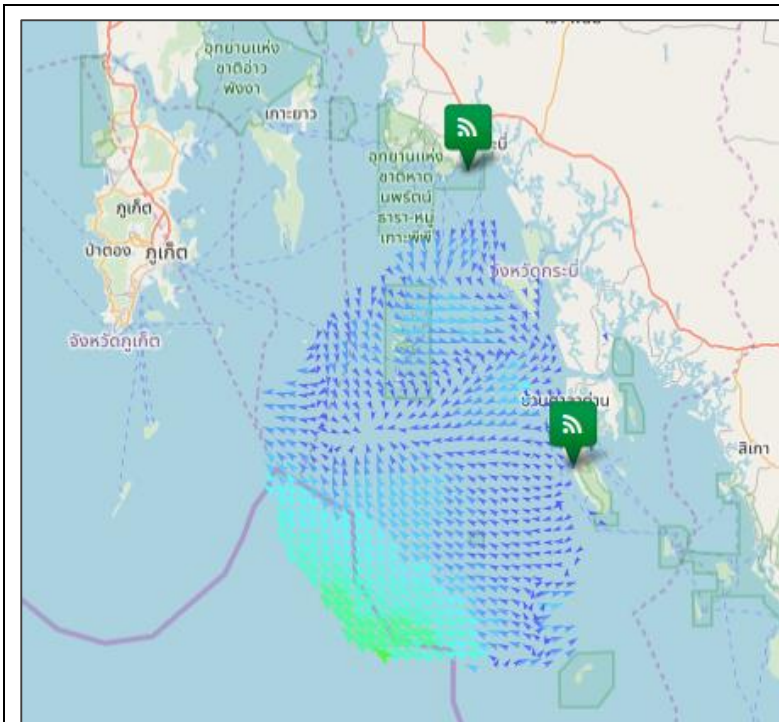 อุทยานแห่ง
ชาติอ่าว
พังงา
เกาะยาว
อุทยานแห่ง
ชาติหาด
นพรัตน์
ธารา-หมู่
เกาะพีพี
ภูเก็ต
ป่าตอง
ภูเก็ต
จังหวัดกระบี่
จังหวัดภูเก็ต
สิเกา